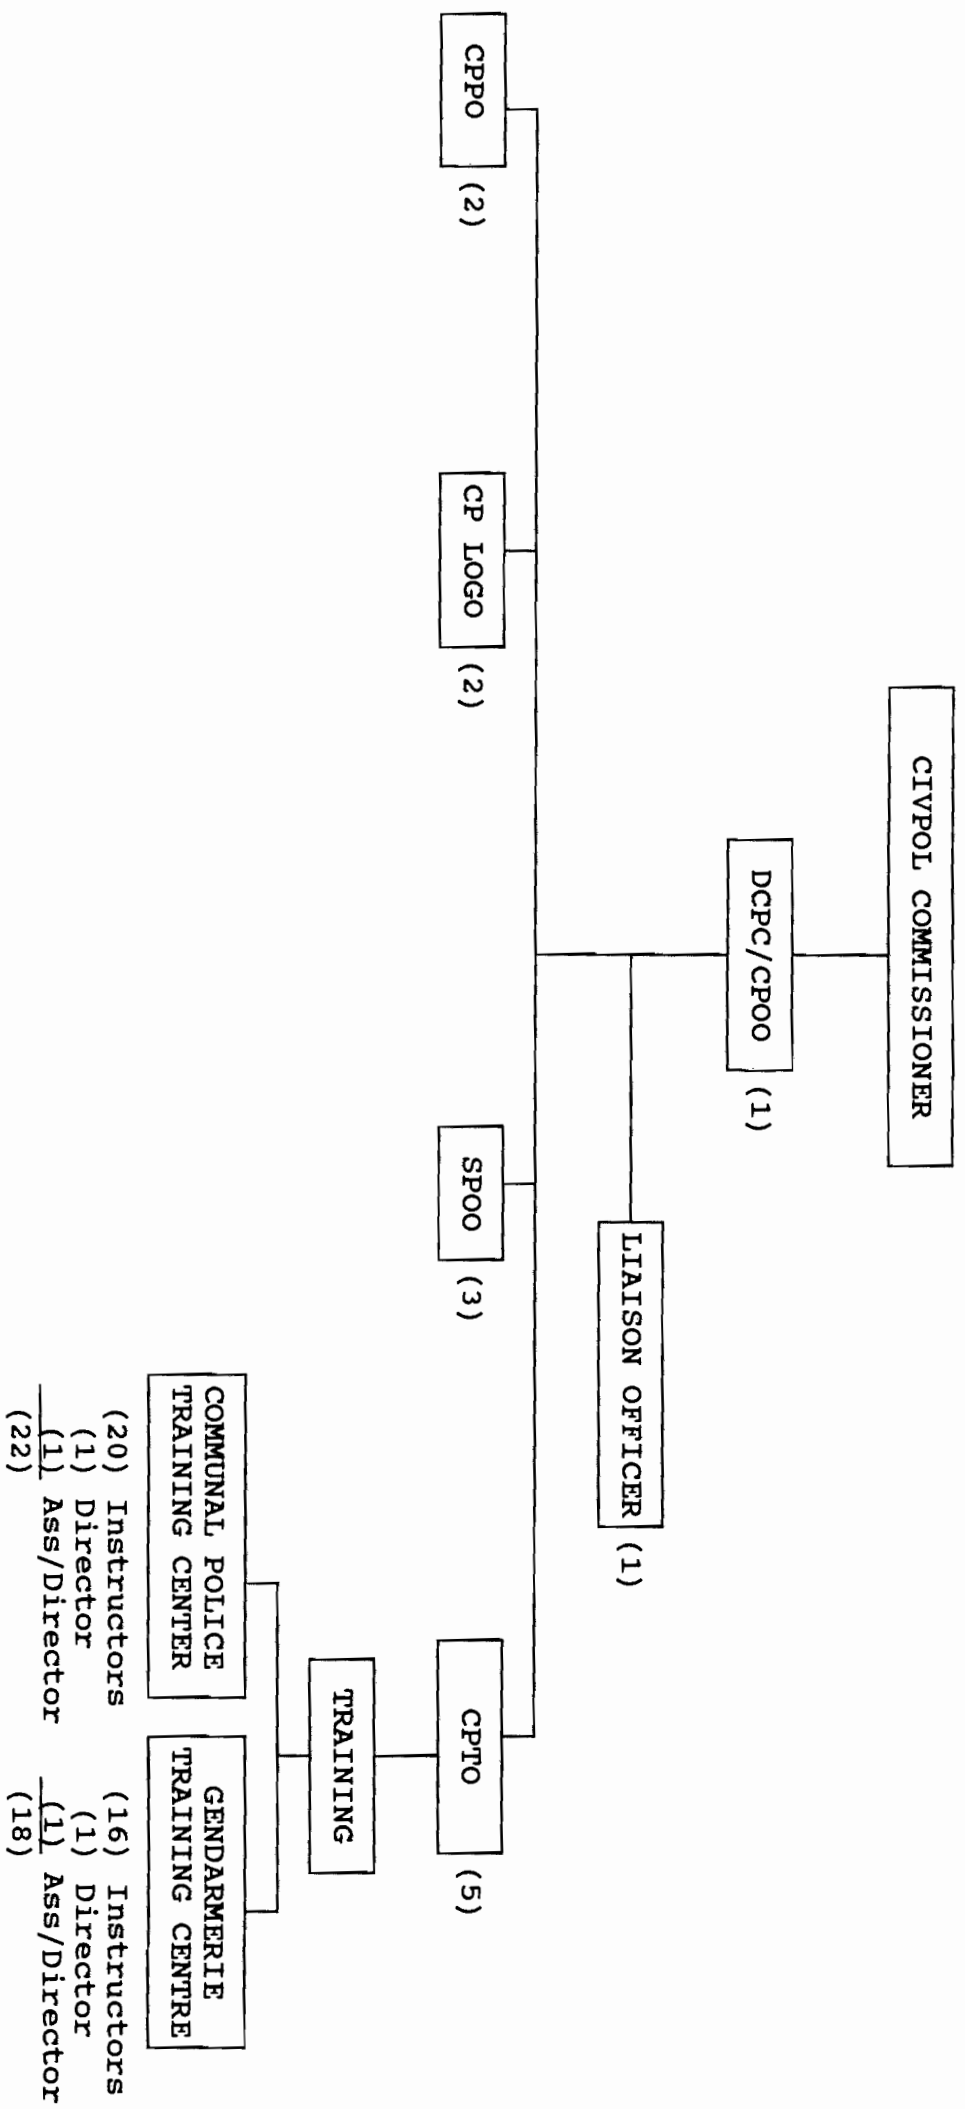 CIVPOL COMMISSIONER
DCPC/CPOO (1)
LIAISON OFFICER (1)
CPPO (2)
CP LOGO (2)
SPOO (3)
CPTO (5)
TRAINING
COMMUNAL POLICE
TRAINING CENTER
(20) Instructors
(1) Director
(1) Ass/Director
(22)
GENDARMERIE
TRAINING CENTRE
(16) Instructors
(1) Director
(1) Ass/Director
(18)